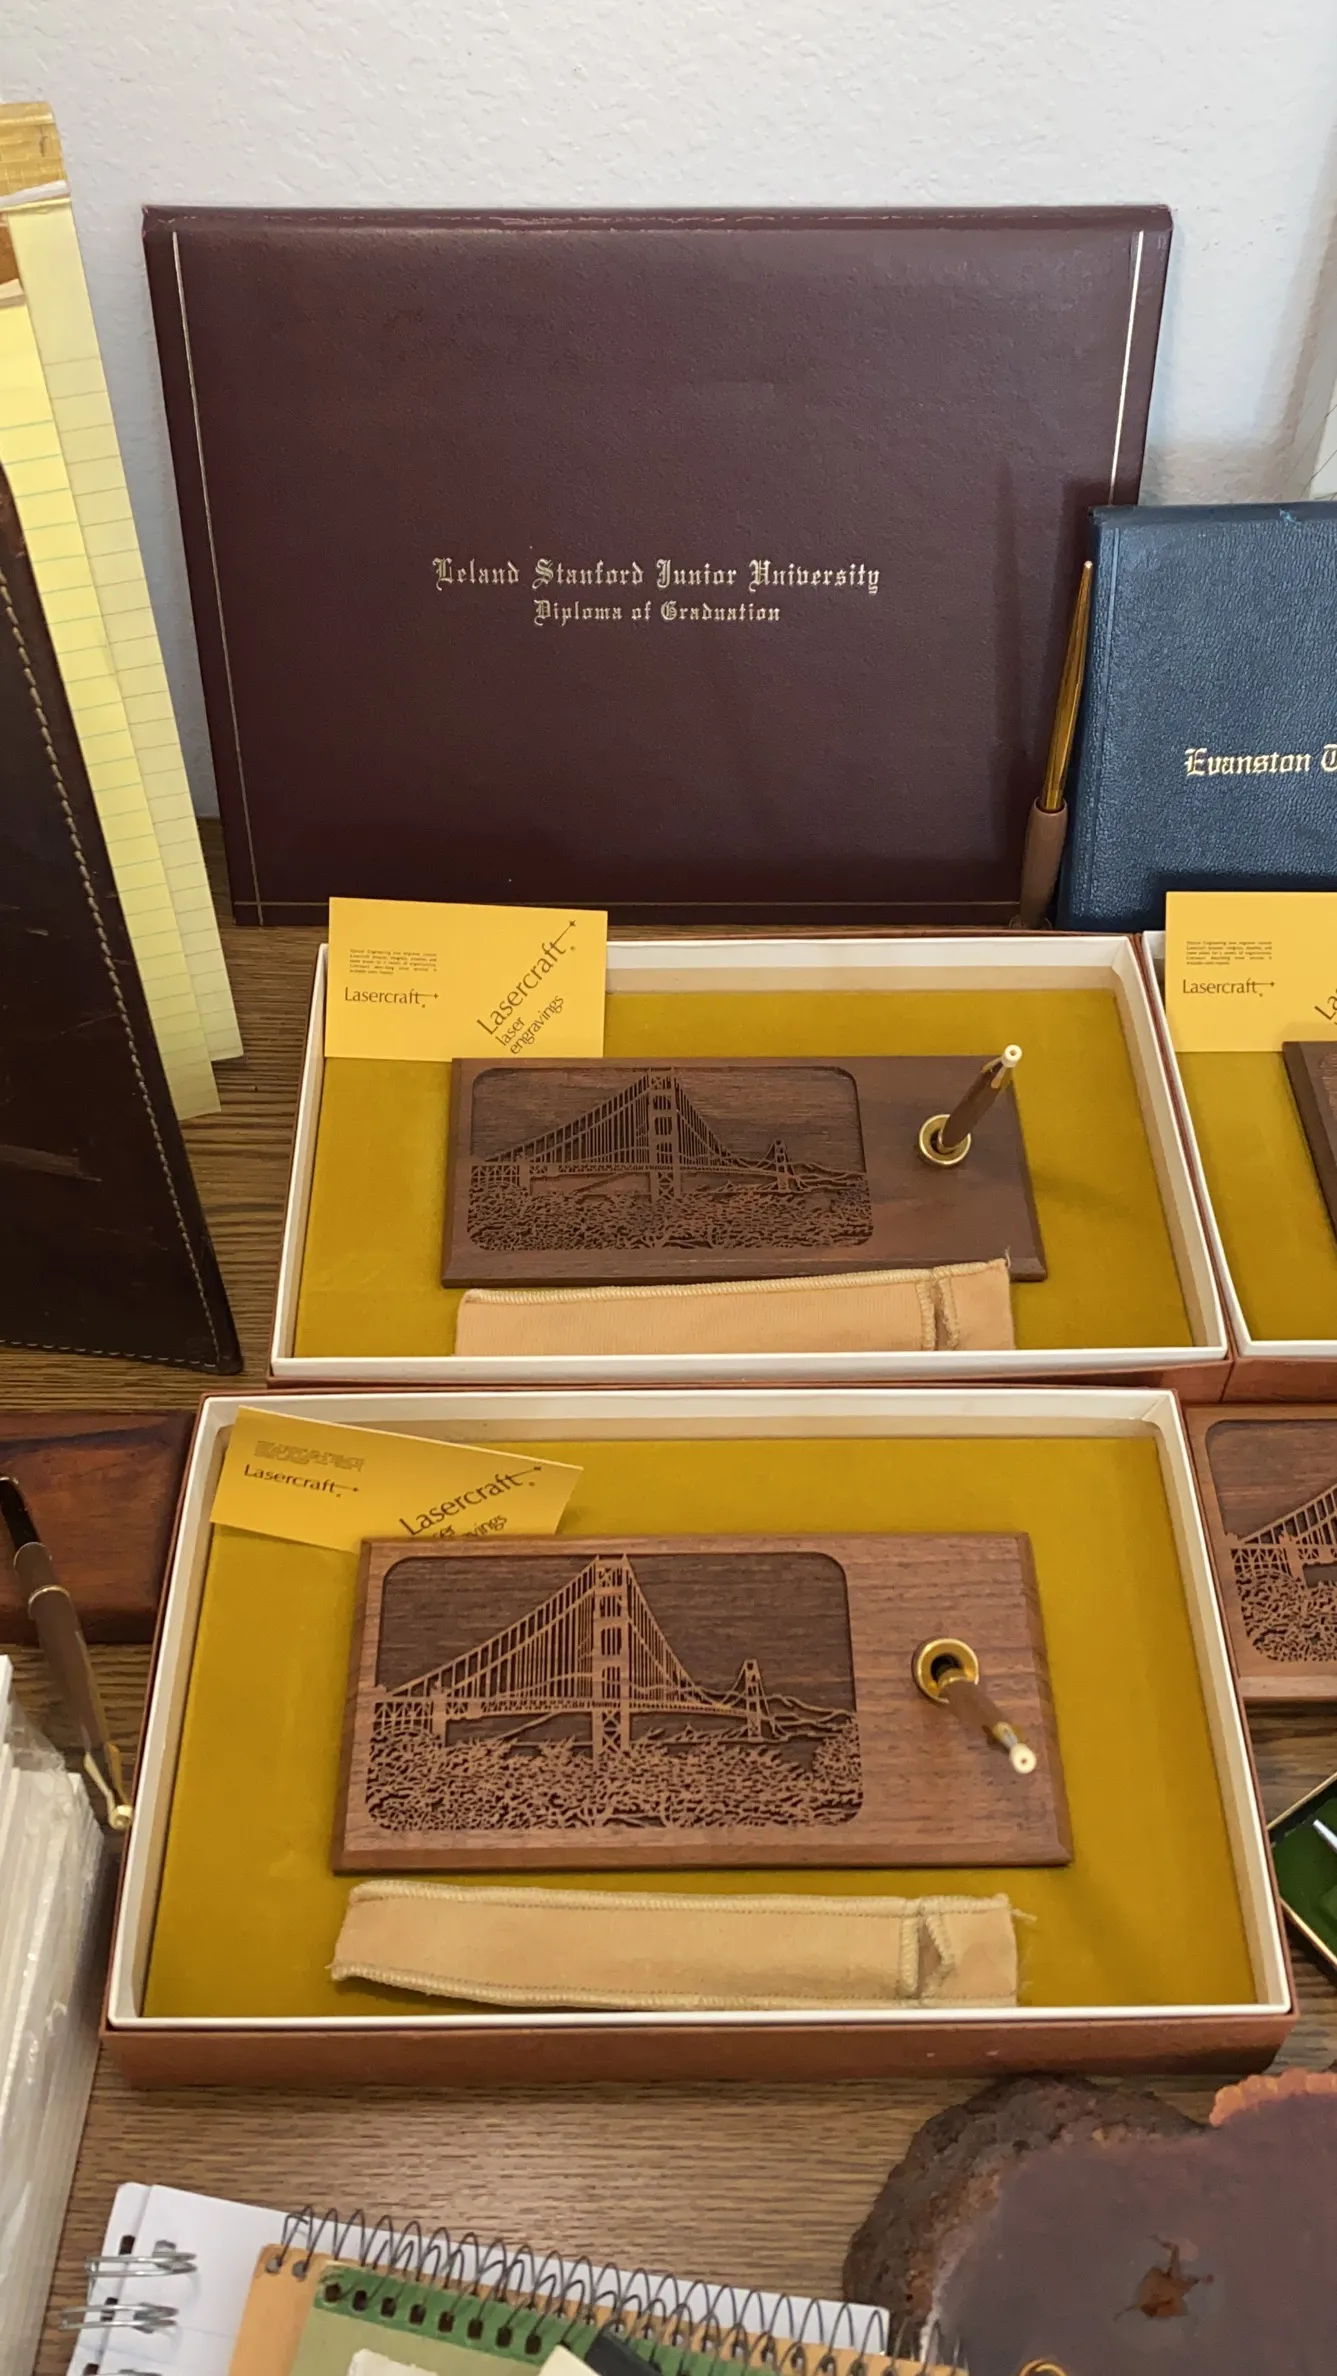 Leland Stanford Junior University
Diploma of Graduation
Evanston
Lasercraft
Lasercraft
laser
engravings
Lasercraft
Lasercraft
Lasercraft